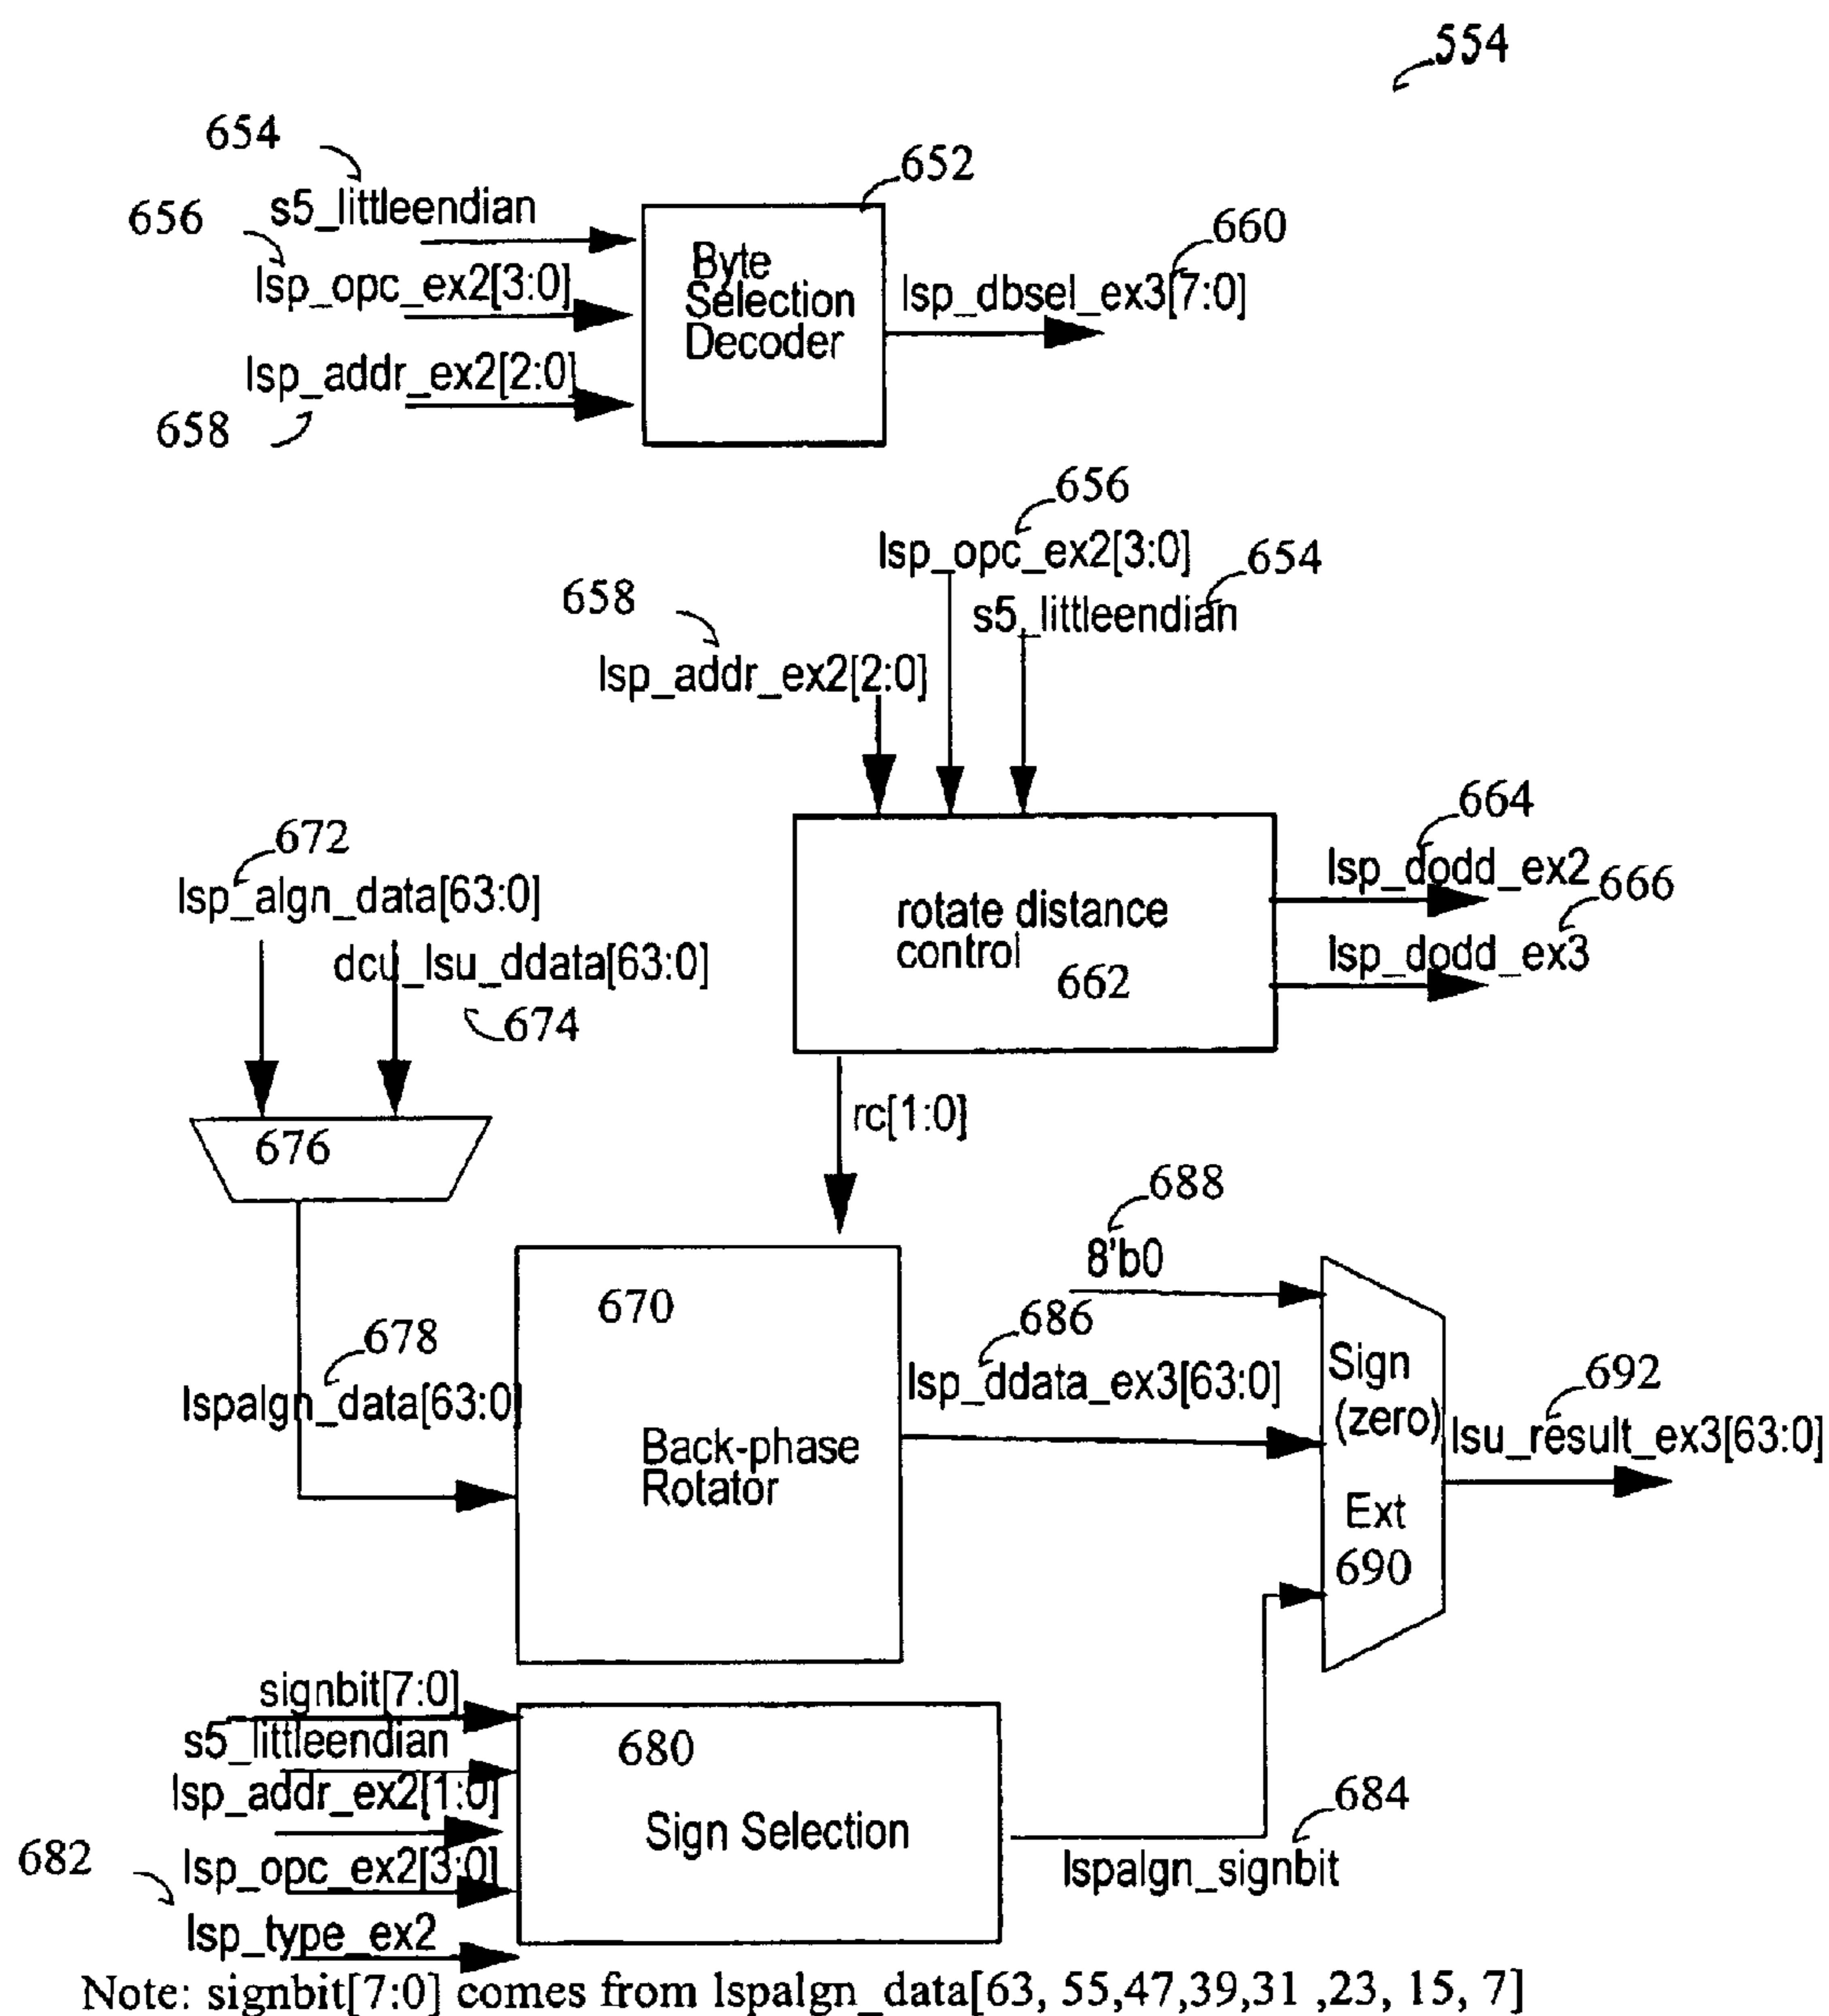 554
654
652
s5_littleendian
656
660
Byte
Selection
Decoder
lsp_opc_ex2[3:0]
lsp_dbsel_ex3[7:0]
lsp_addr_ex2[2:0]
658
656
lsp_opc_ex2[3:0]
654
658
s5_littleendian
lsp_addr_ex2[2:0]
672
664
lsp_algn_data[63:0]
lsp_dodd_ex2
666
rotate distance
control
dcu_lsu_ddata[63:0]
lsp_dodd_ex3
662
674
rc[1:0]
676
688
8'b0
670
686
678
Sign
(zero)
692
lspalgn_data[63:0]
lsp_ddata_ex3[63:0]
lsu_result_ex3[63:0]
Back-phase
Rotator
Ext
690
signbit[7:0]
s5_littleendian
680
lsp_addr_ex2[1:0]
684
Sign Selection
682
lsp_opc_ex2[3:0]
lspalgn_signbit
lsp_type_ex2
Note: signbit[7:0] comes from lspalgn_data[63, 55,47,39,31 ,23, 15, 7]